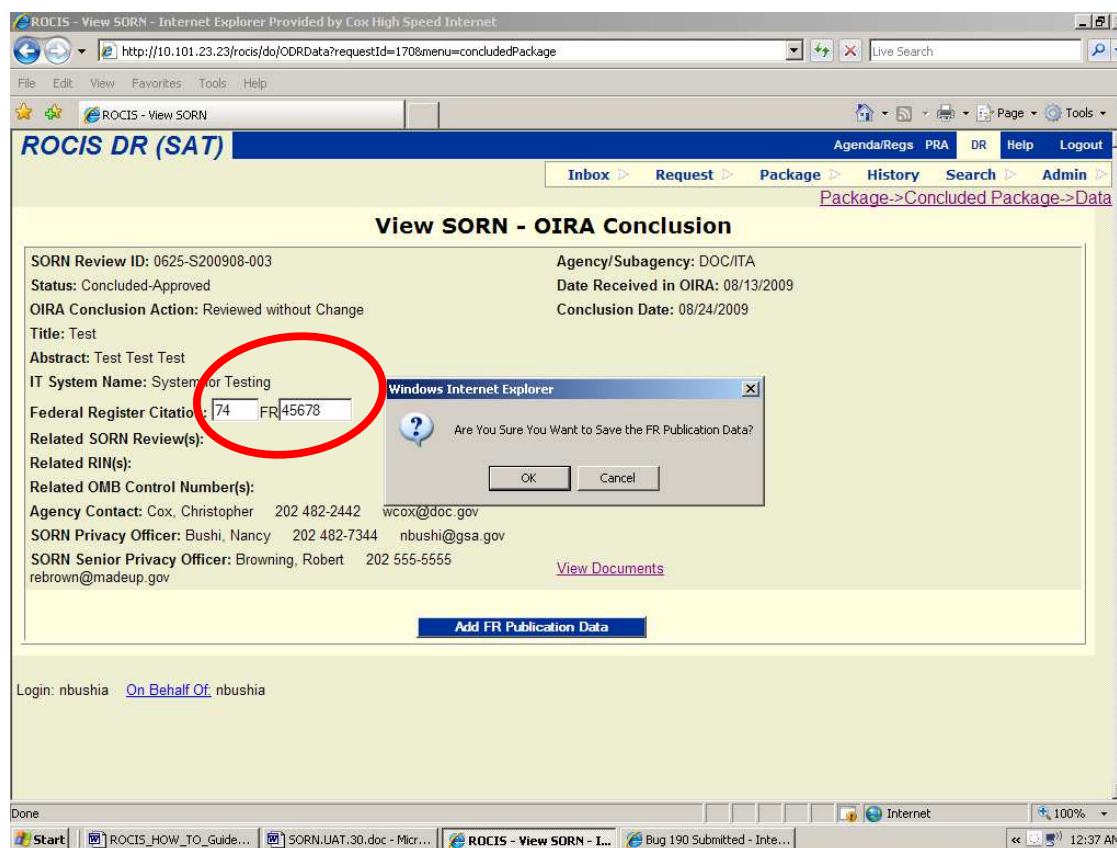 ROCIS - View SORN - Internet Explorer Provided by Cox High Speed Internet
http://10.101.23.23/rocis/do/ODRData?requestId=170&menu=concludedPackage
Live Search
File Edit View Favorites Tools Help
ROCIS - View SORN
Page Tools
ROCIS DR (SAT)
Agenda/Regs PRA DR Help Logout
Inbox Request Package History Search Admin
Package->Concluded Package->Data
View SORN - OIRA Conclusion
SORN Review ID: 0625-S200908-003
Agency/Subagency: DOC/ITA
Status: Concluded-Approved
Date Received in OIRA: 08/13/2009
OIRA Conclusion Action: Reviewed without Change
Conclusion Date: 08/24/2009
Title: Test
Abstract: Test Test Test
IT System Name: System for Testing
Federal Register Citation: 74 FR 45678
Related SORN Review(s):
Related RIN(s):
Related OMB Control Number(s):
Agency Contact: Cox, Christopher 202 482-2442 wcox@doc.gov
SORN Privacy Officer: Bushi, Nancy 202 482-7344 nbushi@gsa.gov
SORN Senior Privacy Officer: Browning, Robert 202 555-5555
rebrown@madeup.gov
View Documents
Windows Internet Explorer
Are You Sure You Want to Save the FR Publication Data?
OK Cancel
Add FR Publication Data
Login: nbushia On Behalf Of: nbushia
Done
Internet
100%
Start
ROCIS_HOW_TO_Guide...
SORN.UAT.30.doc - Micr...
ROCIS - View SORN - I...
Bug 190 Submitted - Inte...
12:37 AM